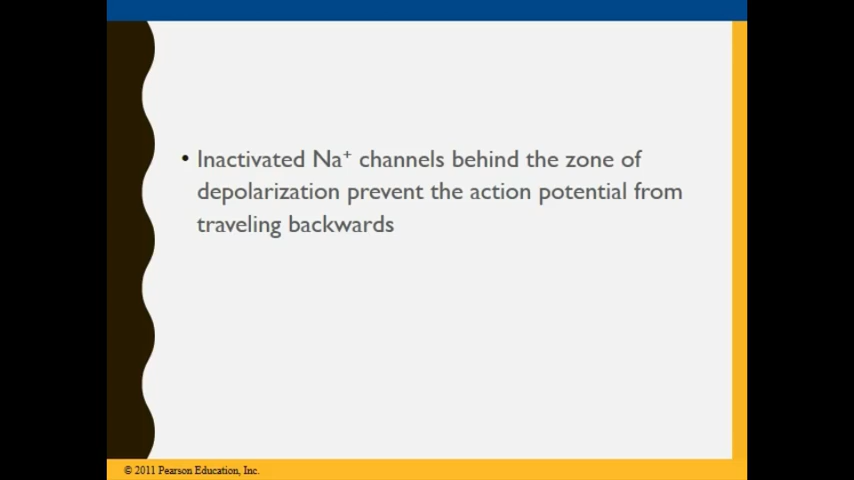 • Inactivated Na⁺ channels behind the zone of
depolarization prevent the action potential from
traveling backwards
© 2011 Pearson Education, Inc.